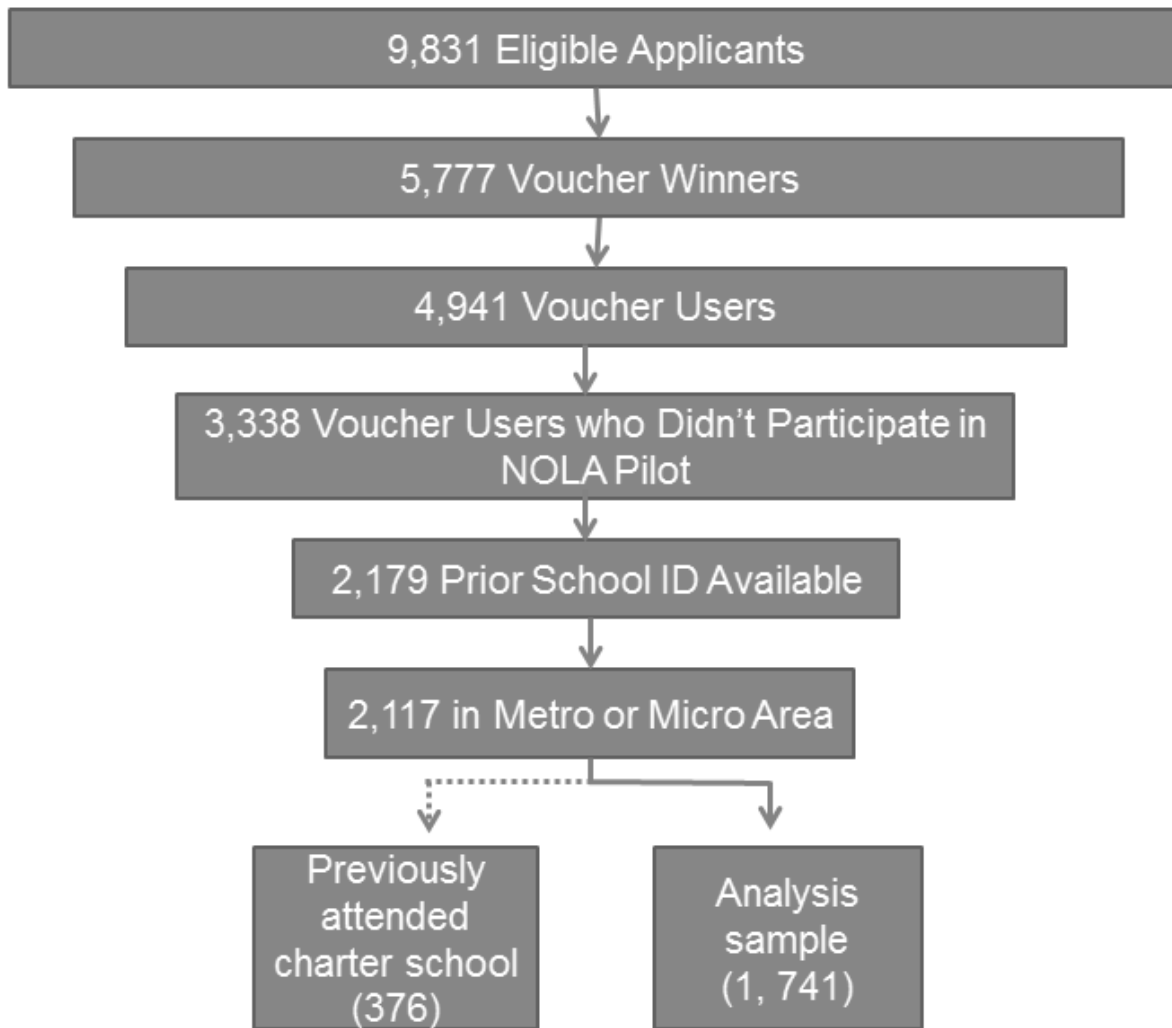 9,831 Eligible Applicants
5,777 Voucher Winners
4,941 Voucher Users
3,338 Voucher Users who Didn’t Participate in
NOLA Pilot
2,179 Prior School ID Available
2,117 in Metro or Micro Area
Previously
attended
charter school
(376)
Analysis
sample
(1, 741)